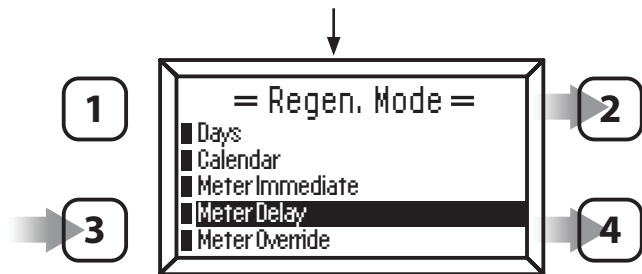 1
= Regen. Mode =
2
Days
Calendar
Meter Immediate
Meter Delay
Meter Override
3
4